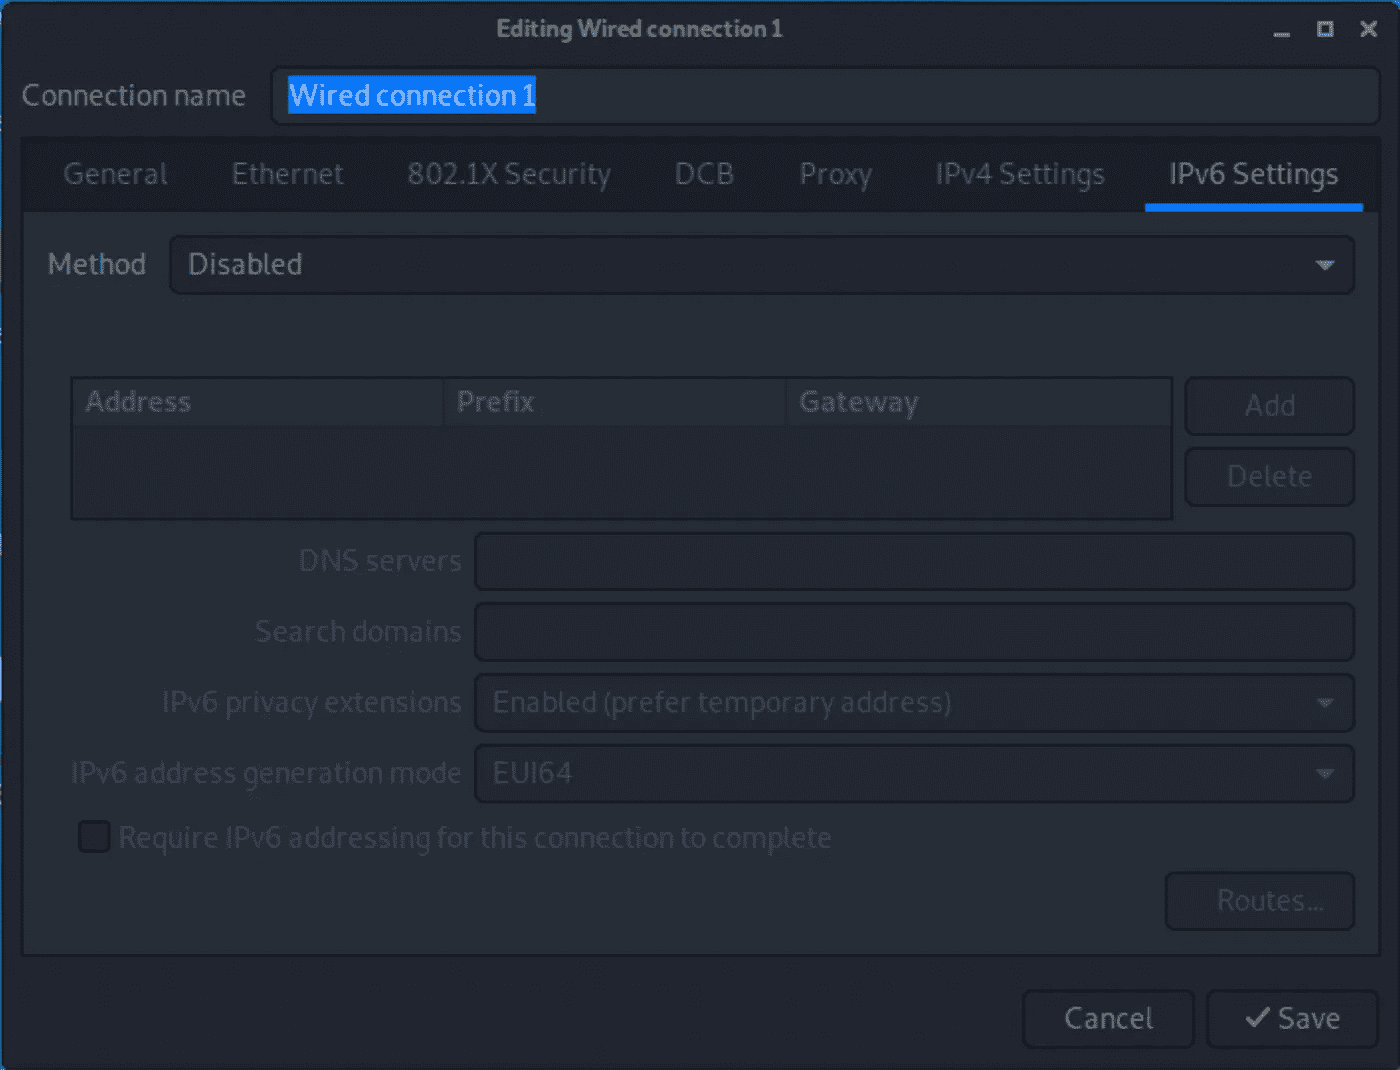 Editing Wired connection 1
Connection name Wired connection 1
General Ethernet 802.1X Security DCB Proxy IPv4 Settings IPv6 Settings
Method Disabled
Address Prefix Gateway Add
Delete
DNS servers
Search domains
IPv6 privacy extensions Enabled (prefer temporary address)
IPv6 address generation mode EUI64
Require IPv6 addressing for this connection to complete
Routes...
Cancel Save